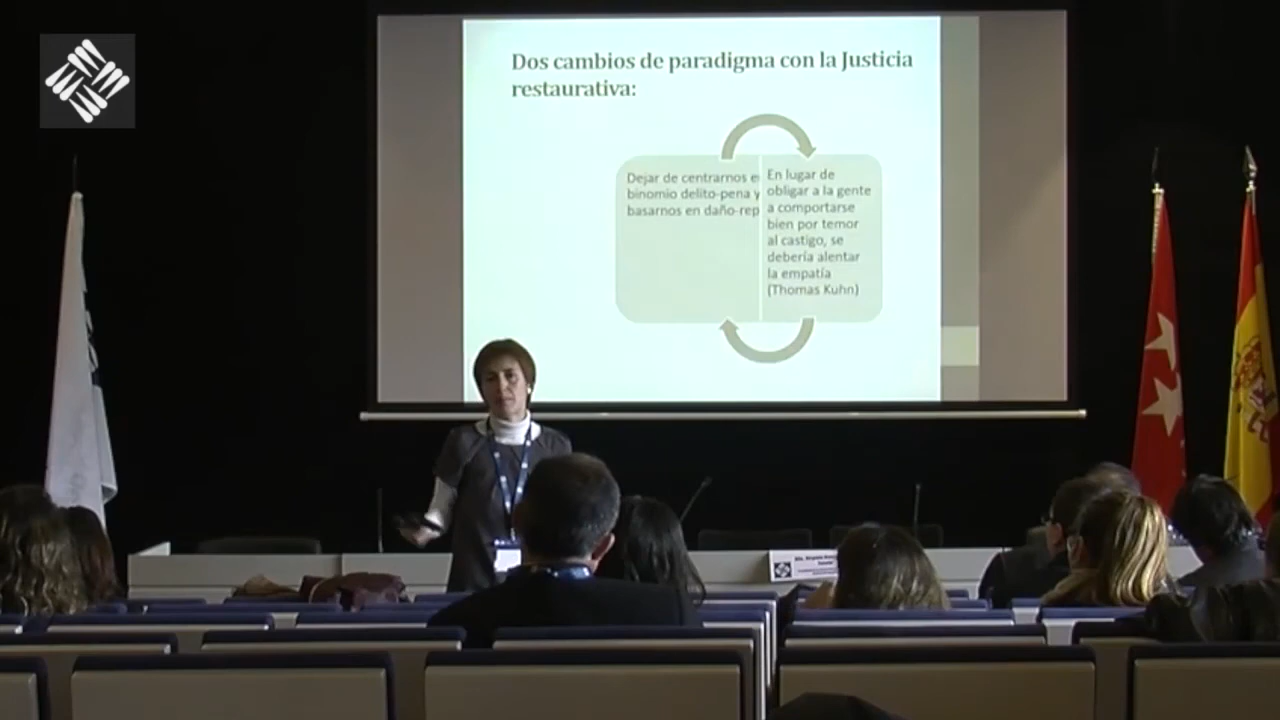 Dos cambios de paradigma con la Justicia
restaurativa:
Dejar de centrarnos e
binomio delito-pena y
basarnos en daño-rep
En lugar de
obligar a la gente
a comportarse
bien por temor
al castigo, se
debería alentar
la empatía
(Thomas Kuhn)